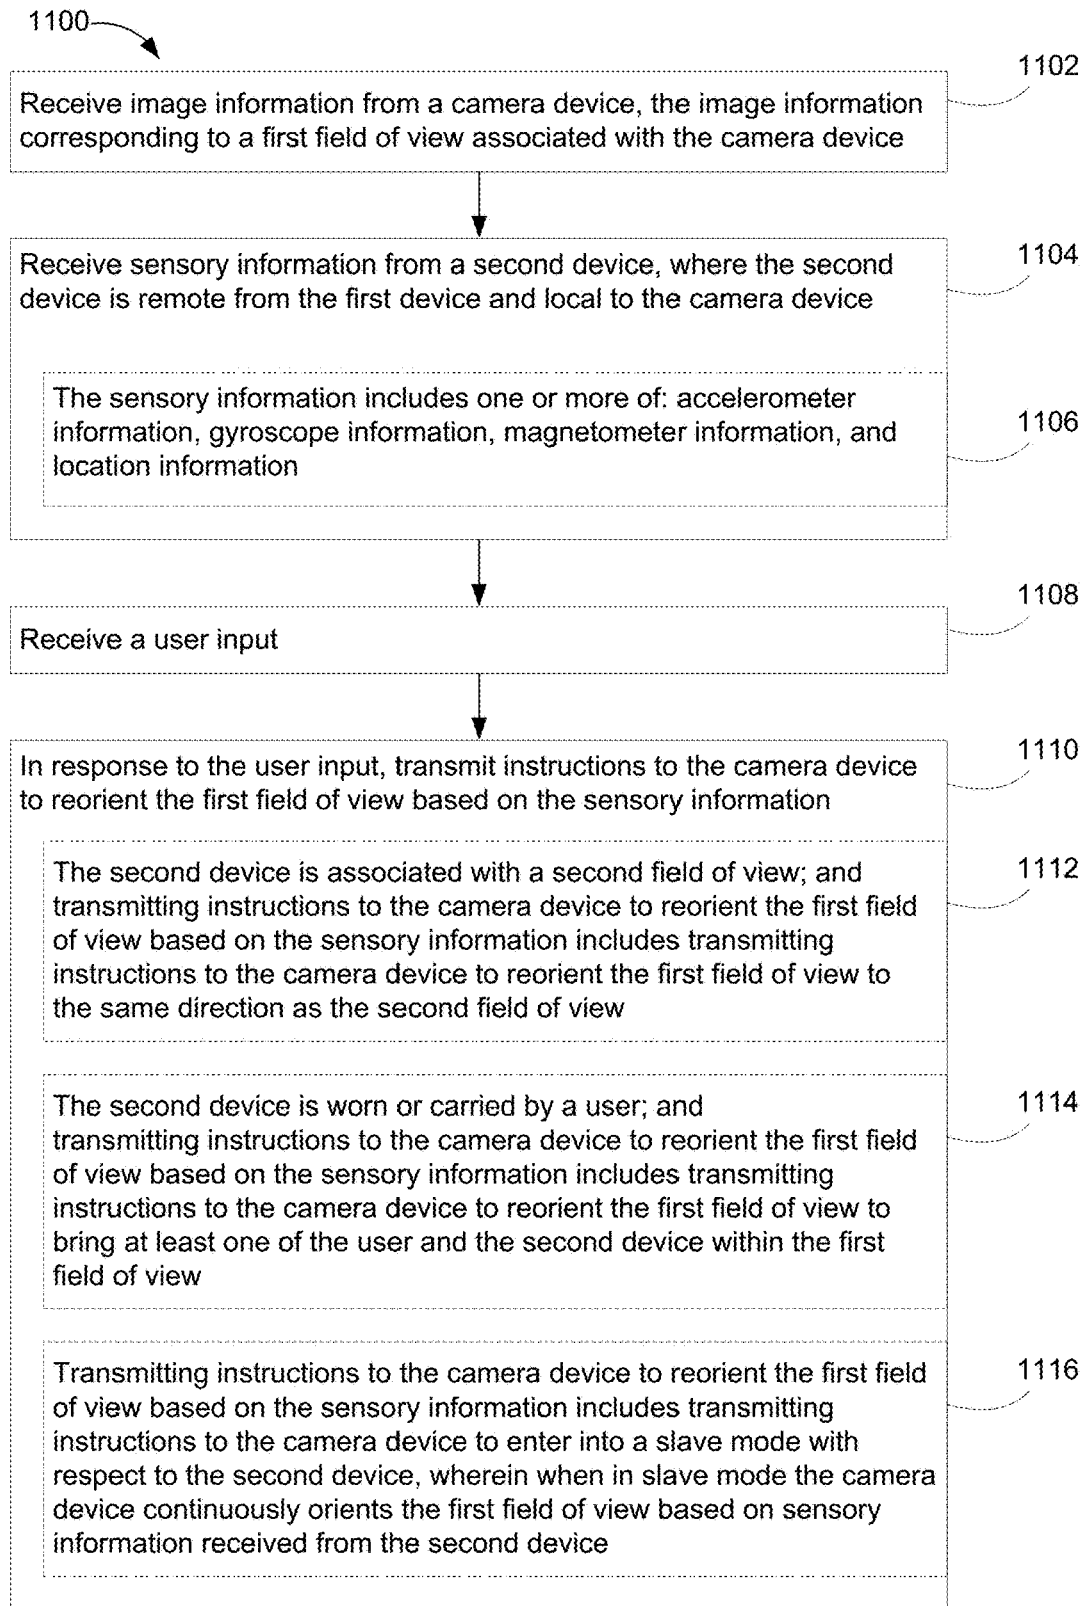 1100
1102
Receive image information from a camera device, the image information
corresponding to a first field of view associated with the camera device
1104
Receive sensory information from a second device, where the second
device is remote from the first device and local to the camera device
The sensory information includes one or more of: accelerometer
information, gyroscope information, magnetometer information, and
location information
1106
1108
Receive a user input
1110
In response to the user input, transmit instructions to the camera device
to reorient the first field of view based on the sensory information
1112
The second device is associated with a second field of view; and
transmitting instructions to the camera device to reorient the first field
of view based on the sensory information includes transmitting
instructions to the camera device to reorient the first field of view to
the same direction as the second field of view
1114
The second device is worn or carried by a user; and
transmitting instructions to the camera device to reorient the first field
of view based on the sensory information includes transmitting
instructions to the camera device to reorient the first field of view to
bring at least one of the user and the second device within the first
field of view
1116
Transmitting instructions to the camera device to reorient the first field
of view based on the sensory information includes transmitting
instructions to the camera device to enter into a slave mode with
respect to the second device, wherein when in slave mode the camera
device continuously orients the first field of view based on sensory
information received from the second device